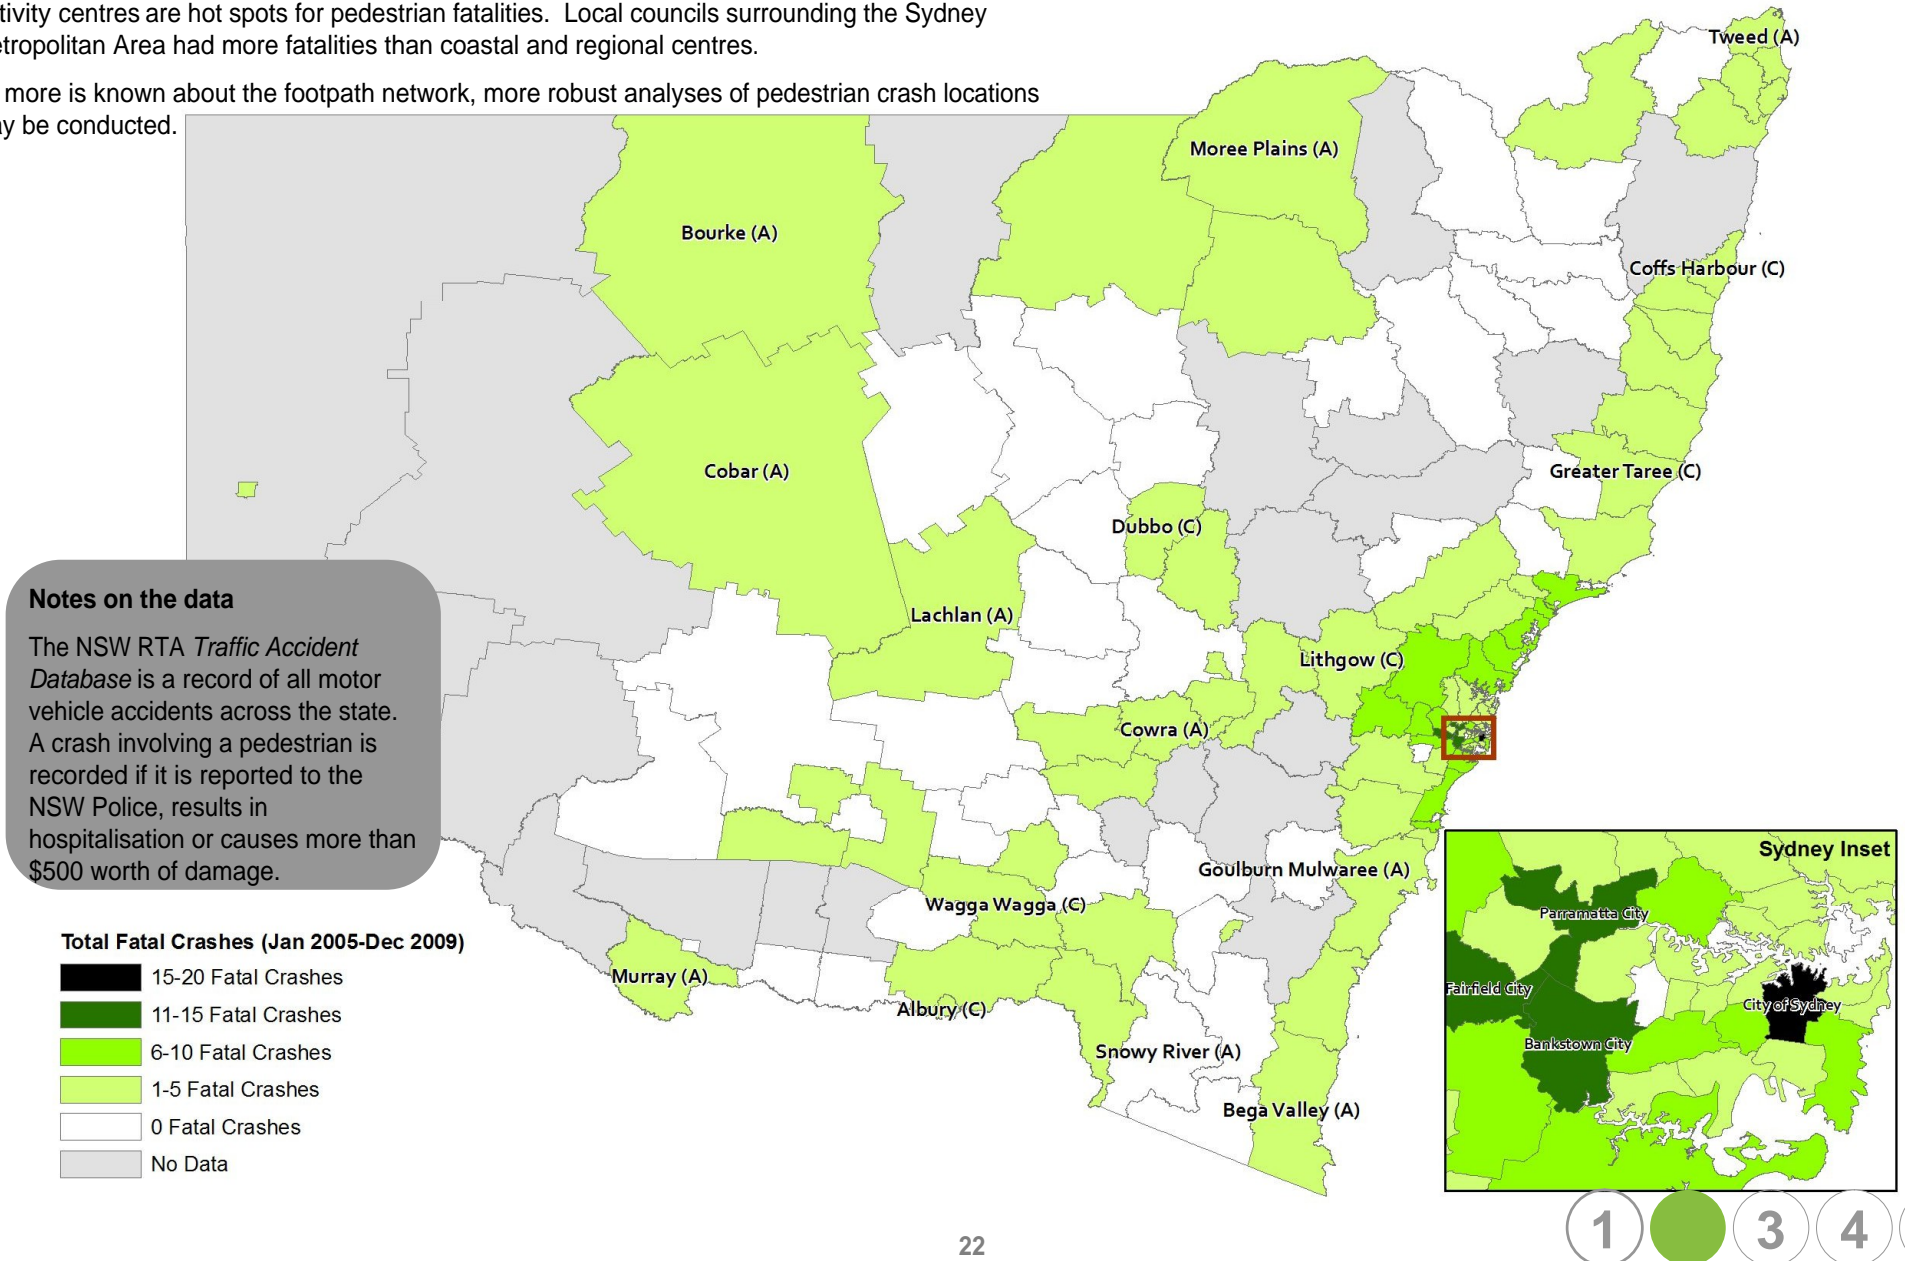 tivity centres are hot spots for pedestrian fatalities.  Local councils surrounding the Sydney
etropolitan Area had more fatalities than coastal and regional centres.
more is known about the footpath network, more robust analyses of pedestrian crash locations
ay be conducted.
Tweed (A)
Moree Plains (A)
Bourke (A)
Coffs Harbour (C)
Cobar (A)
Greater Taree (C)
Dubbo (C)
Lachlan (A)
Lithgow (C)
Cowra (A)
Goulburn Mulwaree (A)
Wagga Wagga (C)
Murray (A)
Albury (C)
Snowy River (A)
Bega Valley (A)
Notes on the data
The NSW RTA Traffic Accident
Database is a record of all motor
vehicle accidents across the state.
A crash involving a pedestrian is
recorded if it is reported to the
NSW Police, results in
hospitalisation or causes more than
$500 worth of damage.
Total Fatal Crashes (Jan 2005-Dec 2009)
15-20 Fatal Crashes
11-15 Fatal Crashes
6-10 Fatal Crashes
1-5 Fatal Crashes
0 Fatal Crashes
No Data
Sydney Inset
Parramatta City
Fairfield City
City of Sydney
Bankstown City
22
1
3
4